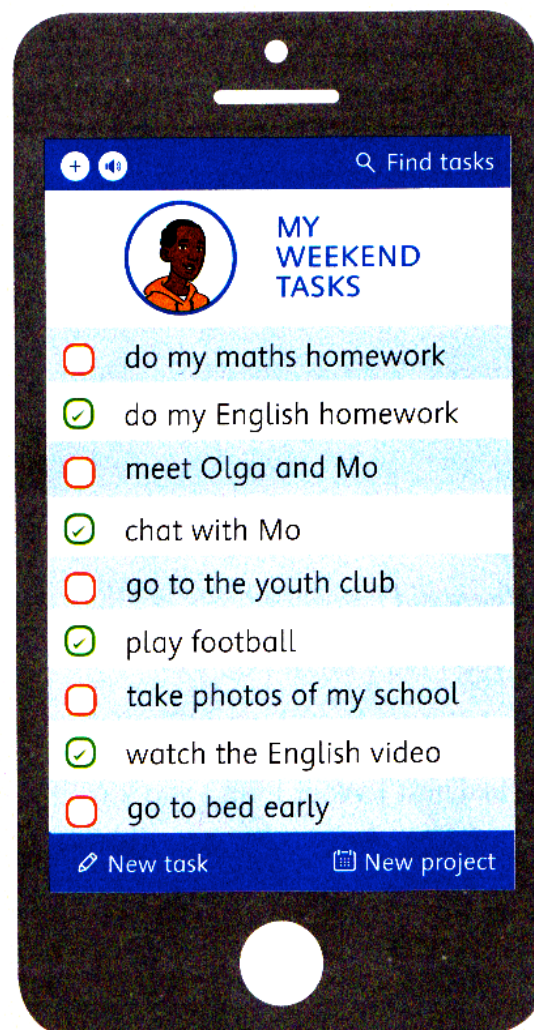 Find tasks
MY
WEEKEND
TASKS
do my maths homework
do my English homework
meet Olga and Mo
chat with Mo
go to the youth club
play football
take photos of my school
watch the English video
go to bed early
New task
New project